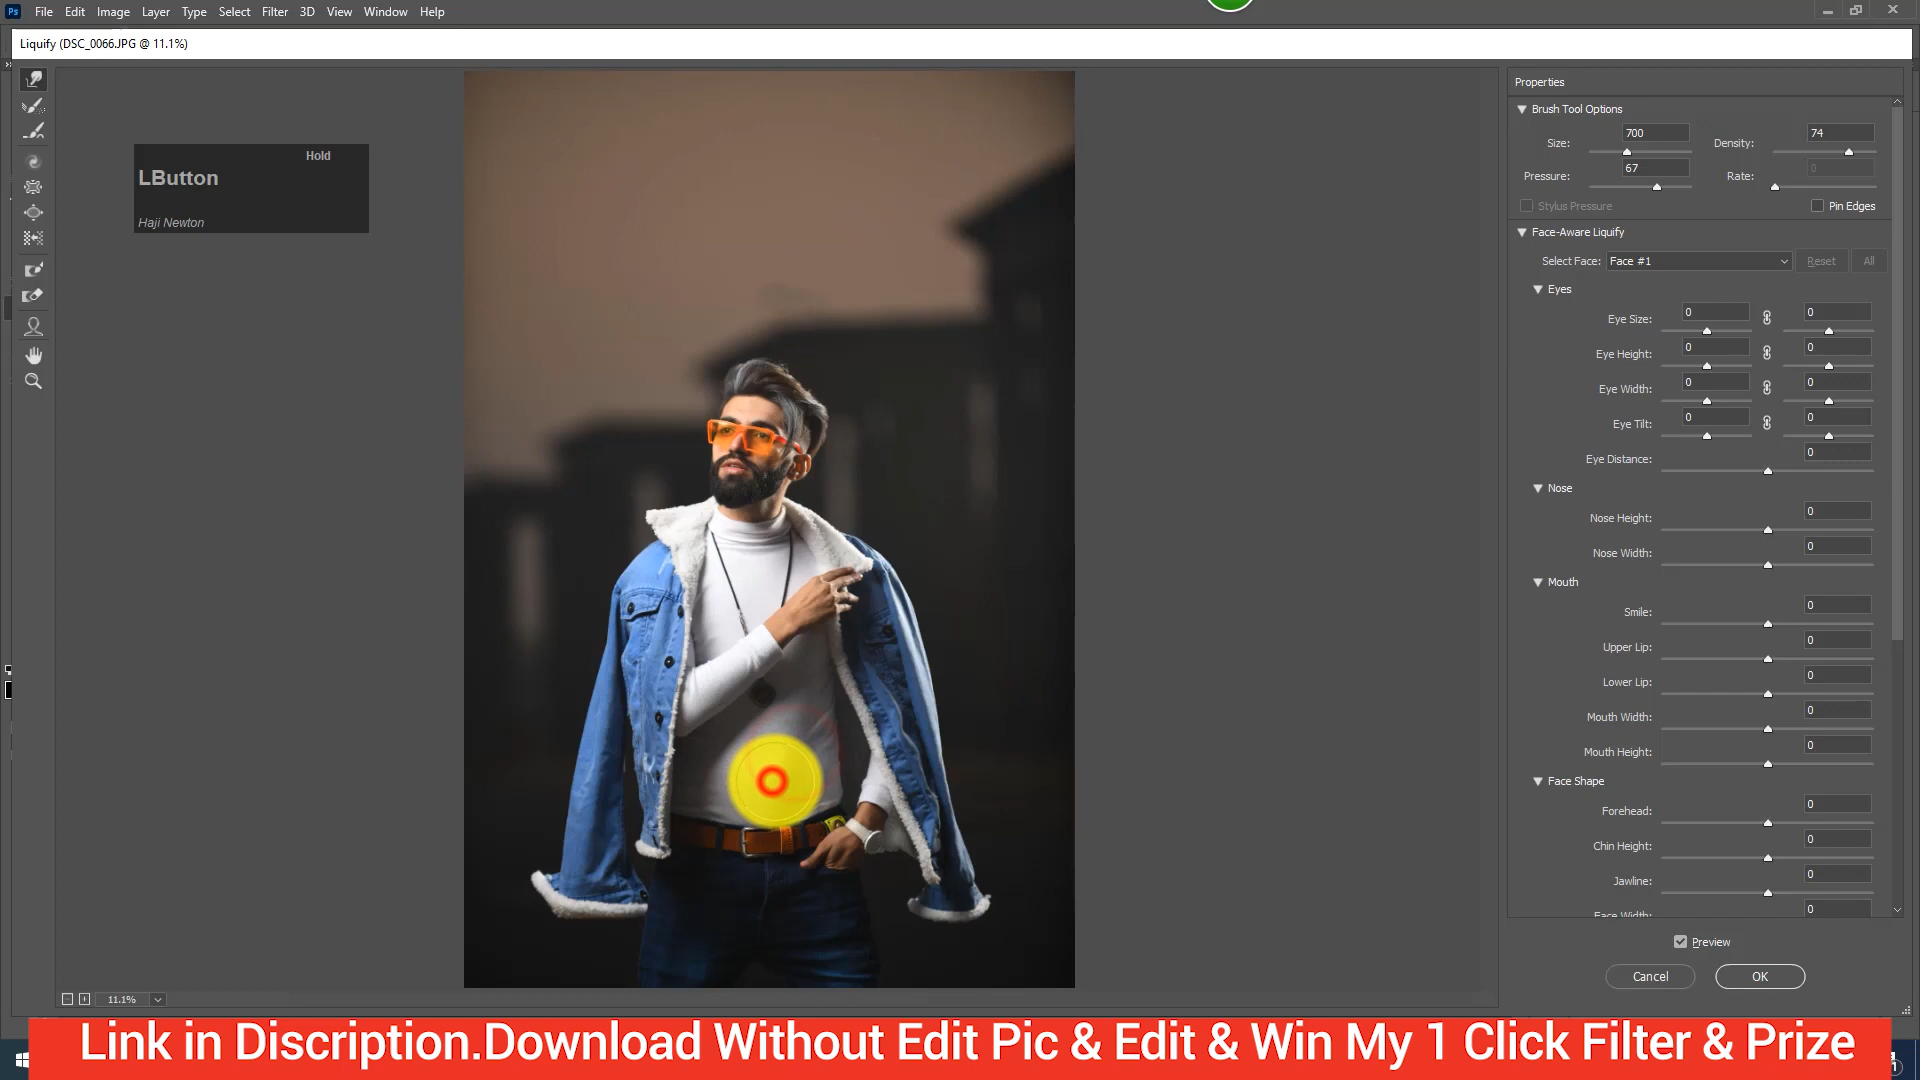 Ps File Edit Image Layer Type Select Filter 3D View Window Help
Liquify (DSC_0066.JPG @ 11.1%)
Properties
Brush Tool Options
Size: 700 Density: 74
Pressure: 67 Rate: 0
Stylus Pressure Pin Edges
Face-Aware Liquify
Select Face: Face #1 Reset All
Eyes
Eye Size: 0 0
Eye Height: 0 0
Eye Width: 0 0
Eye Tilt: 0 0
Eye Distance: 0
Nose
Nose Height: 0
Nose Width: 0
Mouth
Smile: 0
Upper Lip: 0
Lower Lip: 0
Mouth Width: 0
Mouth Height: 0
Face Shape
Forehead: 0
Chin Height: 0
Jawline: 0
Face Width: 0
Preview
Cancel OK
Hold
LButton
Haji Newton
11.1%
Link in Discription.Download Without Edit Pic & Edit & Win My 1 Click Filter & Prize